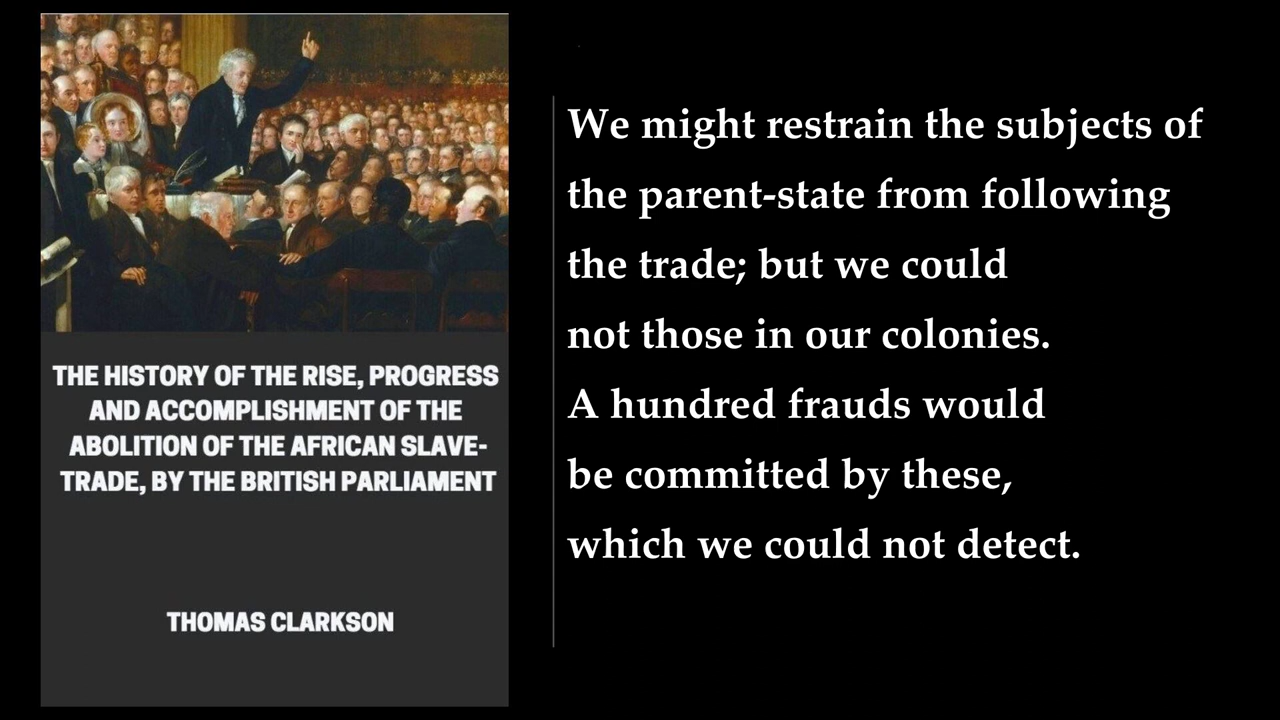 THE HISTORY OF THE RISE, PROGRESS
AND ACCOMPLISHMENT OF THE
ABOLITION OF THE AFRICAN SLAVE-
TRADE, BY THE BRITISH PARLIAMENT
THOMAS CLARKSON
We might restrain the subjects of
the parent-state from following
the trade; but we could
not those in our colonies.
A hundred frauds would
be committed by these,
which we could not detect.